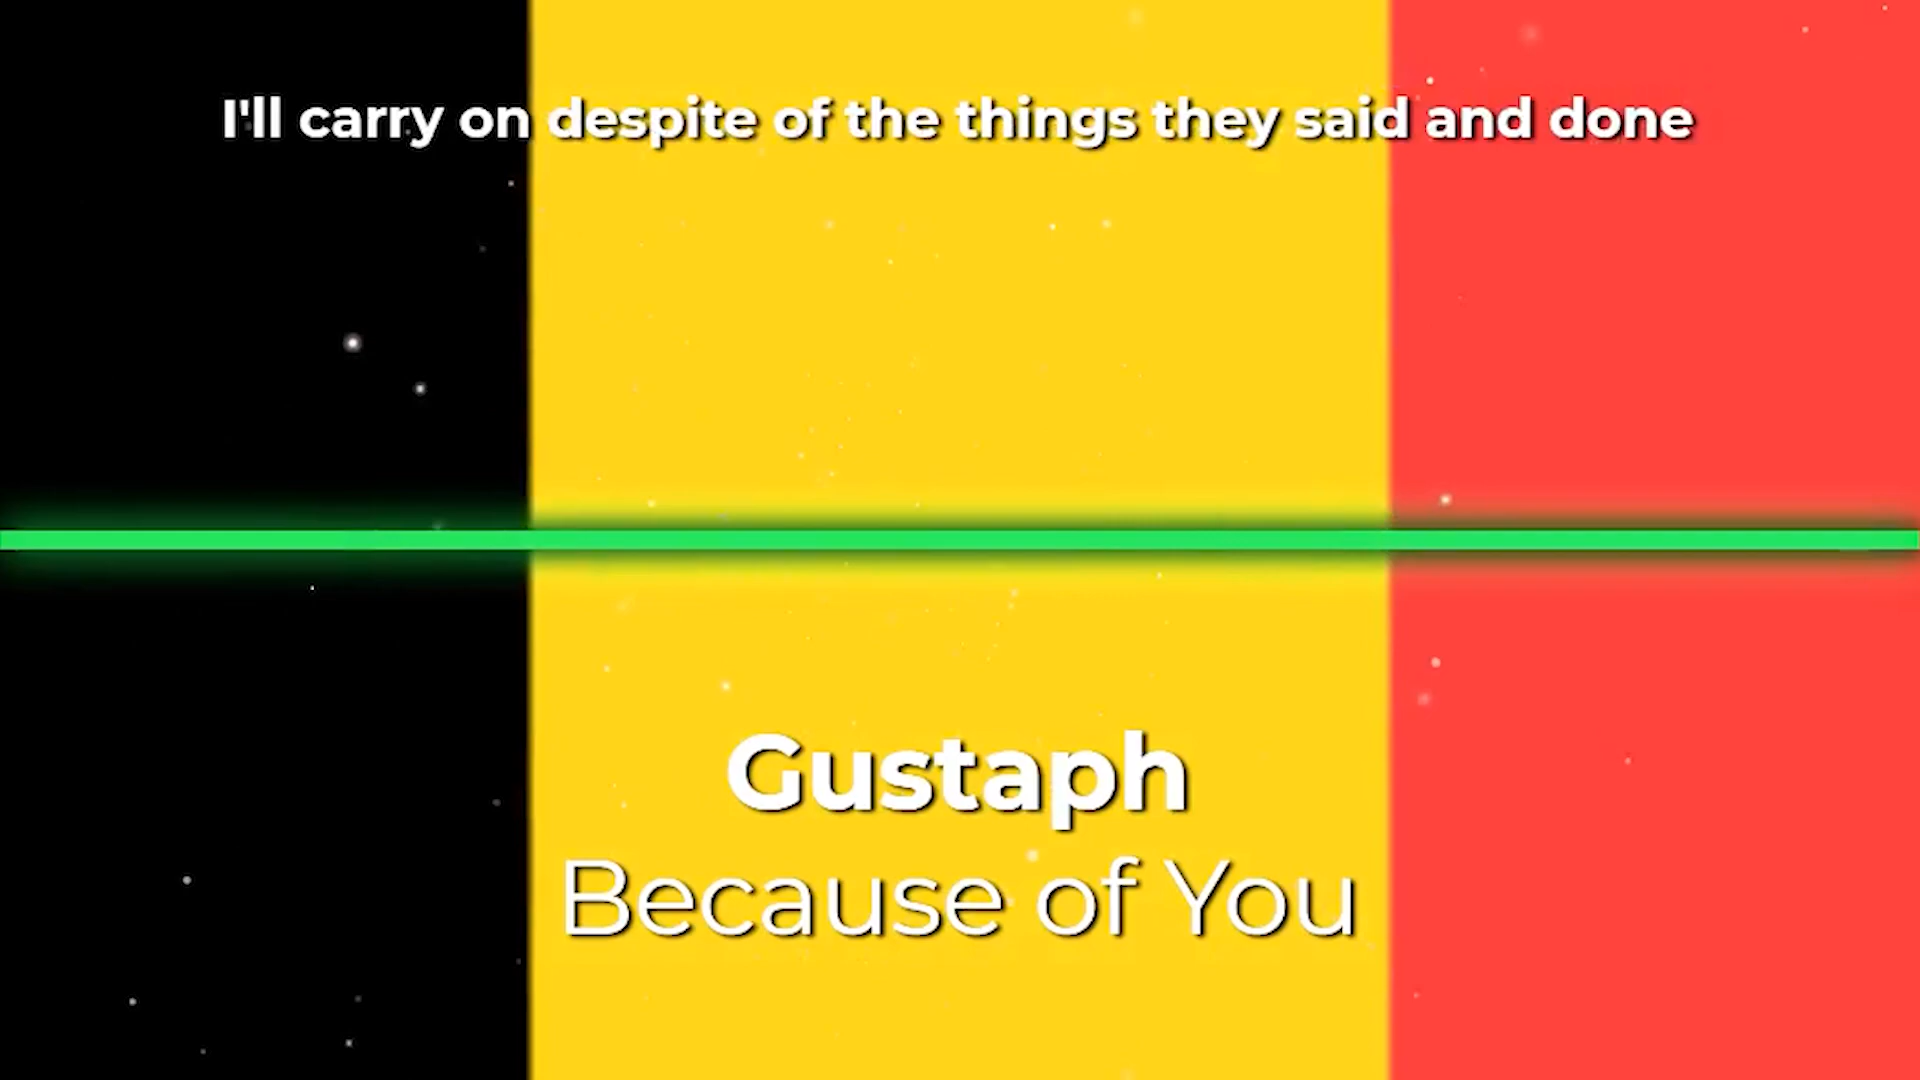 I'll carry on despite of the things they said and done
Gustaph
Because of You